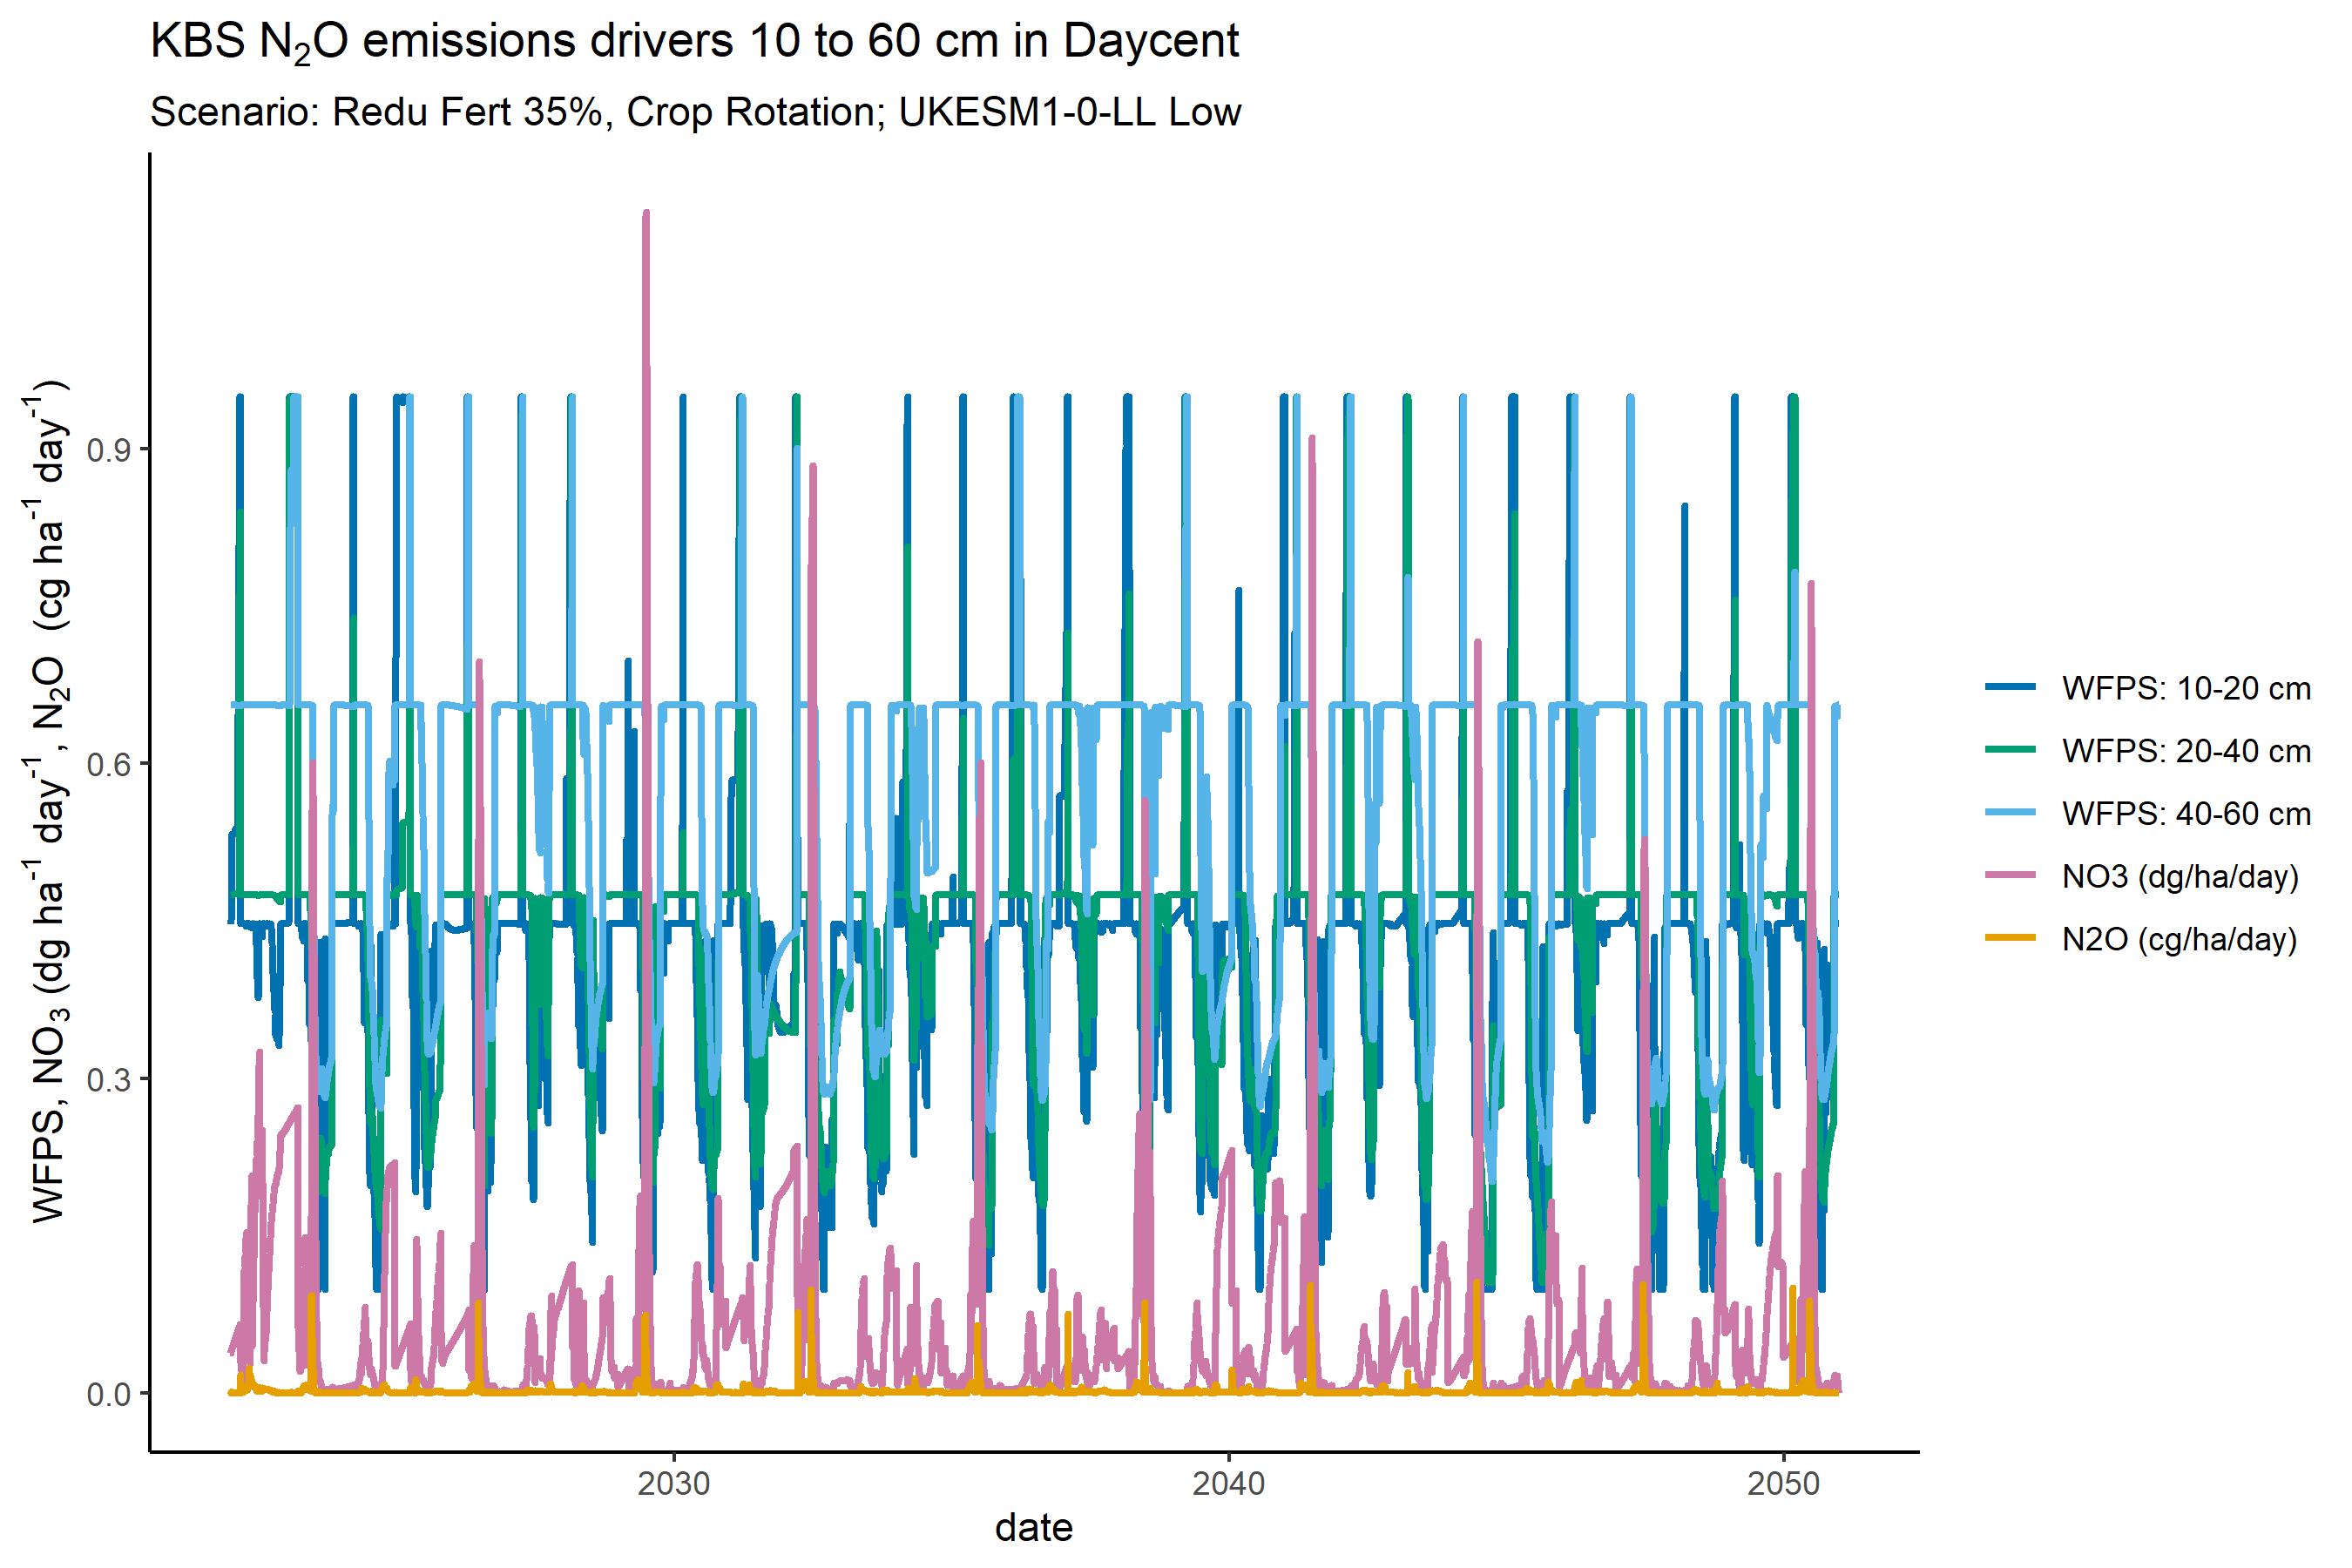 KBS N₂O emissions drivers 10 to 60 cm in Daycent
Scenario: Redu Fert 35%, Crop Rotation; UKESM1-0-LL Low
WFPS, NO₃ (dg ha⁻¹ day⁻¹, N₂O (cg ha⁻¹ day⁻¹)
0.9
0.6
0.3
0.0
2030
2040
2050
date
WFPS: 10-20 cm
WFPS: 20-40 cm
WFPS: 40-60 cm
NO3 (dg/ha/day)
N2O (cg/ha/day)